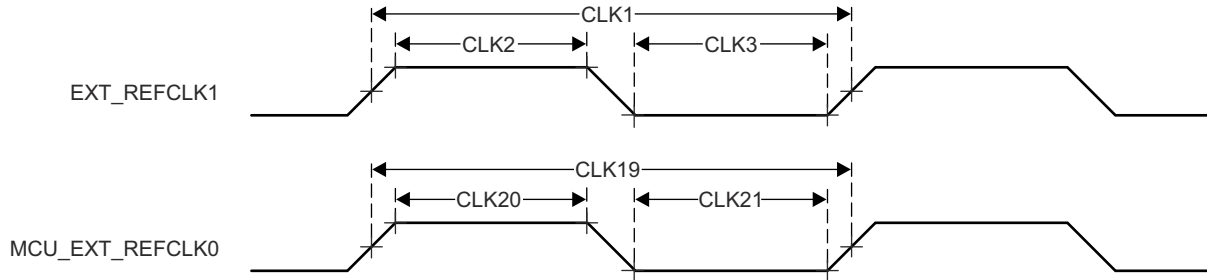 CLK1
CLK2
CLK3
EXT_REFCLK1
CLK19
CLK20
CLK21
MCU_EXT_REFCLK0